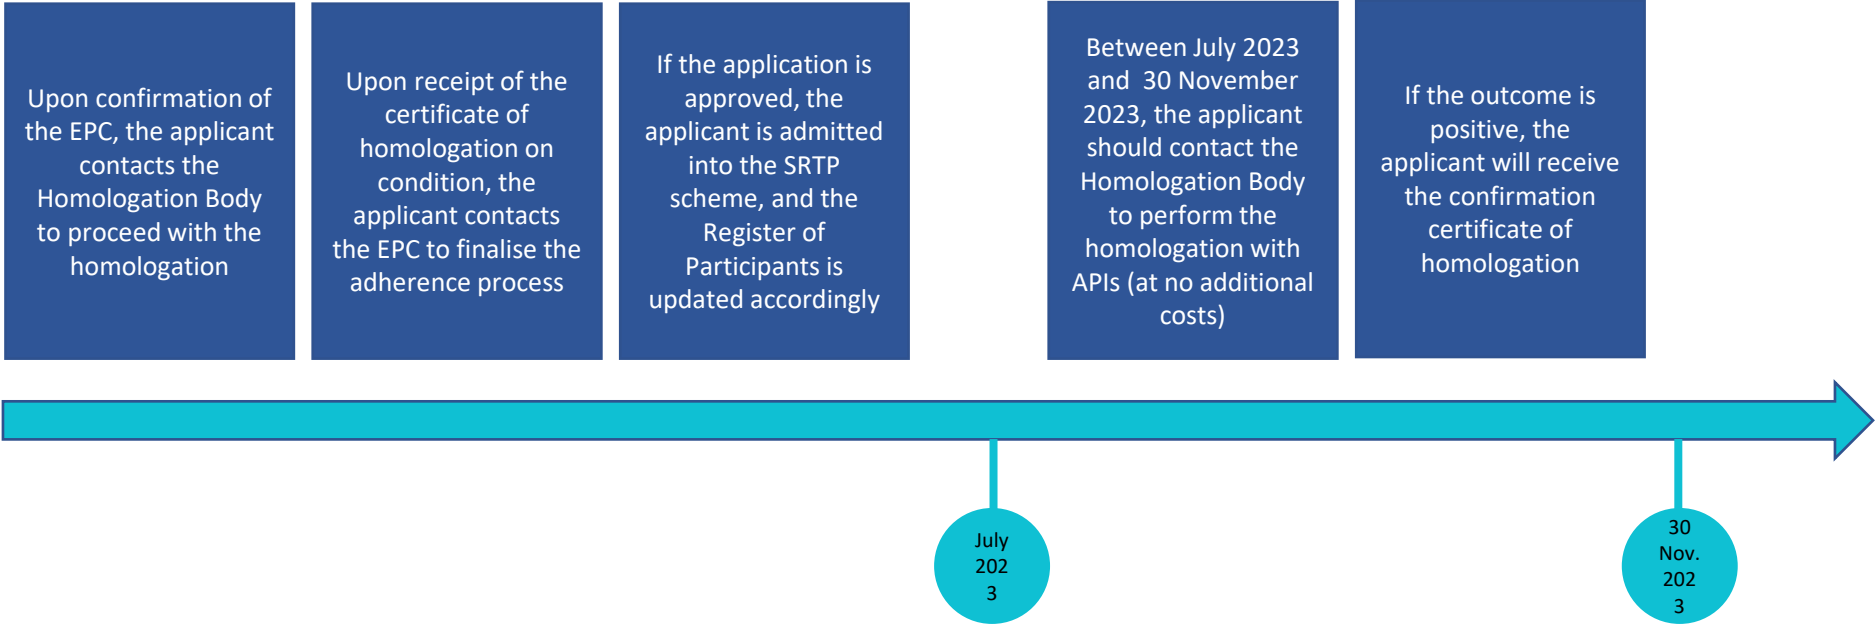 Upon confirmation of
the EPC, the applicant
contacts the
Homologation Body
to proceed with the
homologation
Upon receipt of the
certificate of
homologation on
condition, the
applicant contacts
the EPC to finalise the
adherence process
If the application is
approved, the
applicant is admitted
into the SRTP
scheme, and the
Register of
Participants is
updated accordingly
Between July 2023
and 30 November
2023, the applicant
should contact the
Homologation Body
to perform the
homologation with
APIs (at no additional
costs)
If the outcome is
positive, the
applicant will receive
the confirmation
certificate of
homologation
July
202
3
30
Nov.
202
3